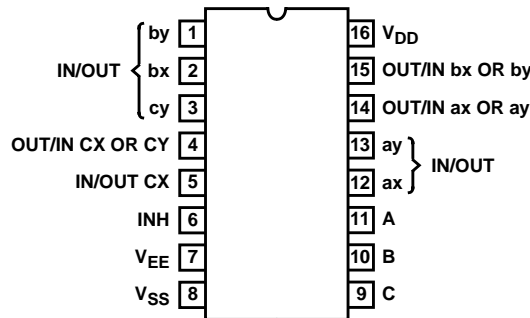 by 1 16 VDD
bx 2 15 OUT/IN bx OR by
IN/OUT
cy 3 14 OUT/IN ax OR ay
OUT/IN CX OR CY 4 13 ay
IN/OUT
IN/OUT CX 5 12 ax
INH 6 11 A
VEE 7 10 B
VSS 8 9 C